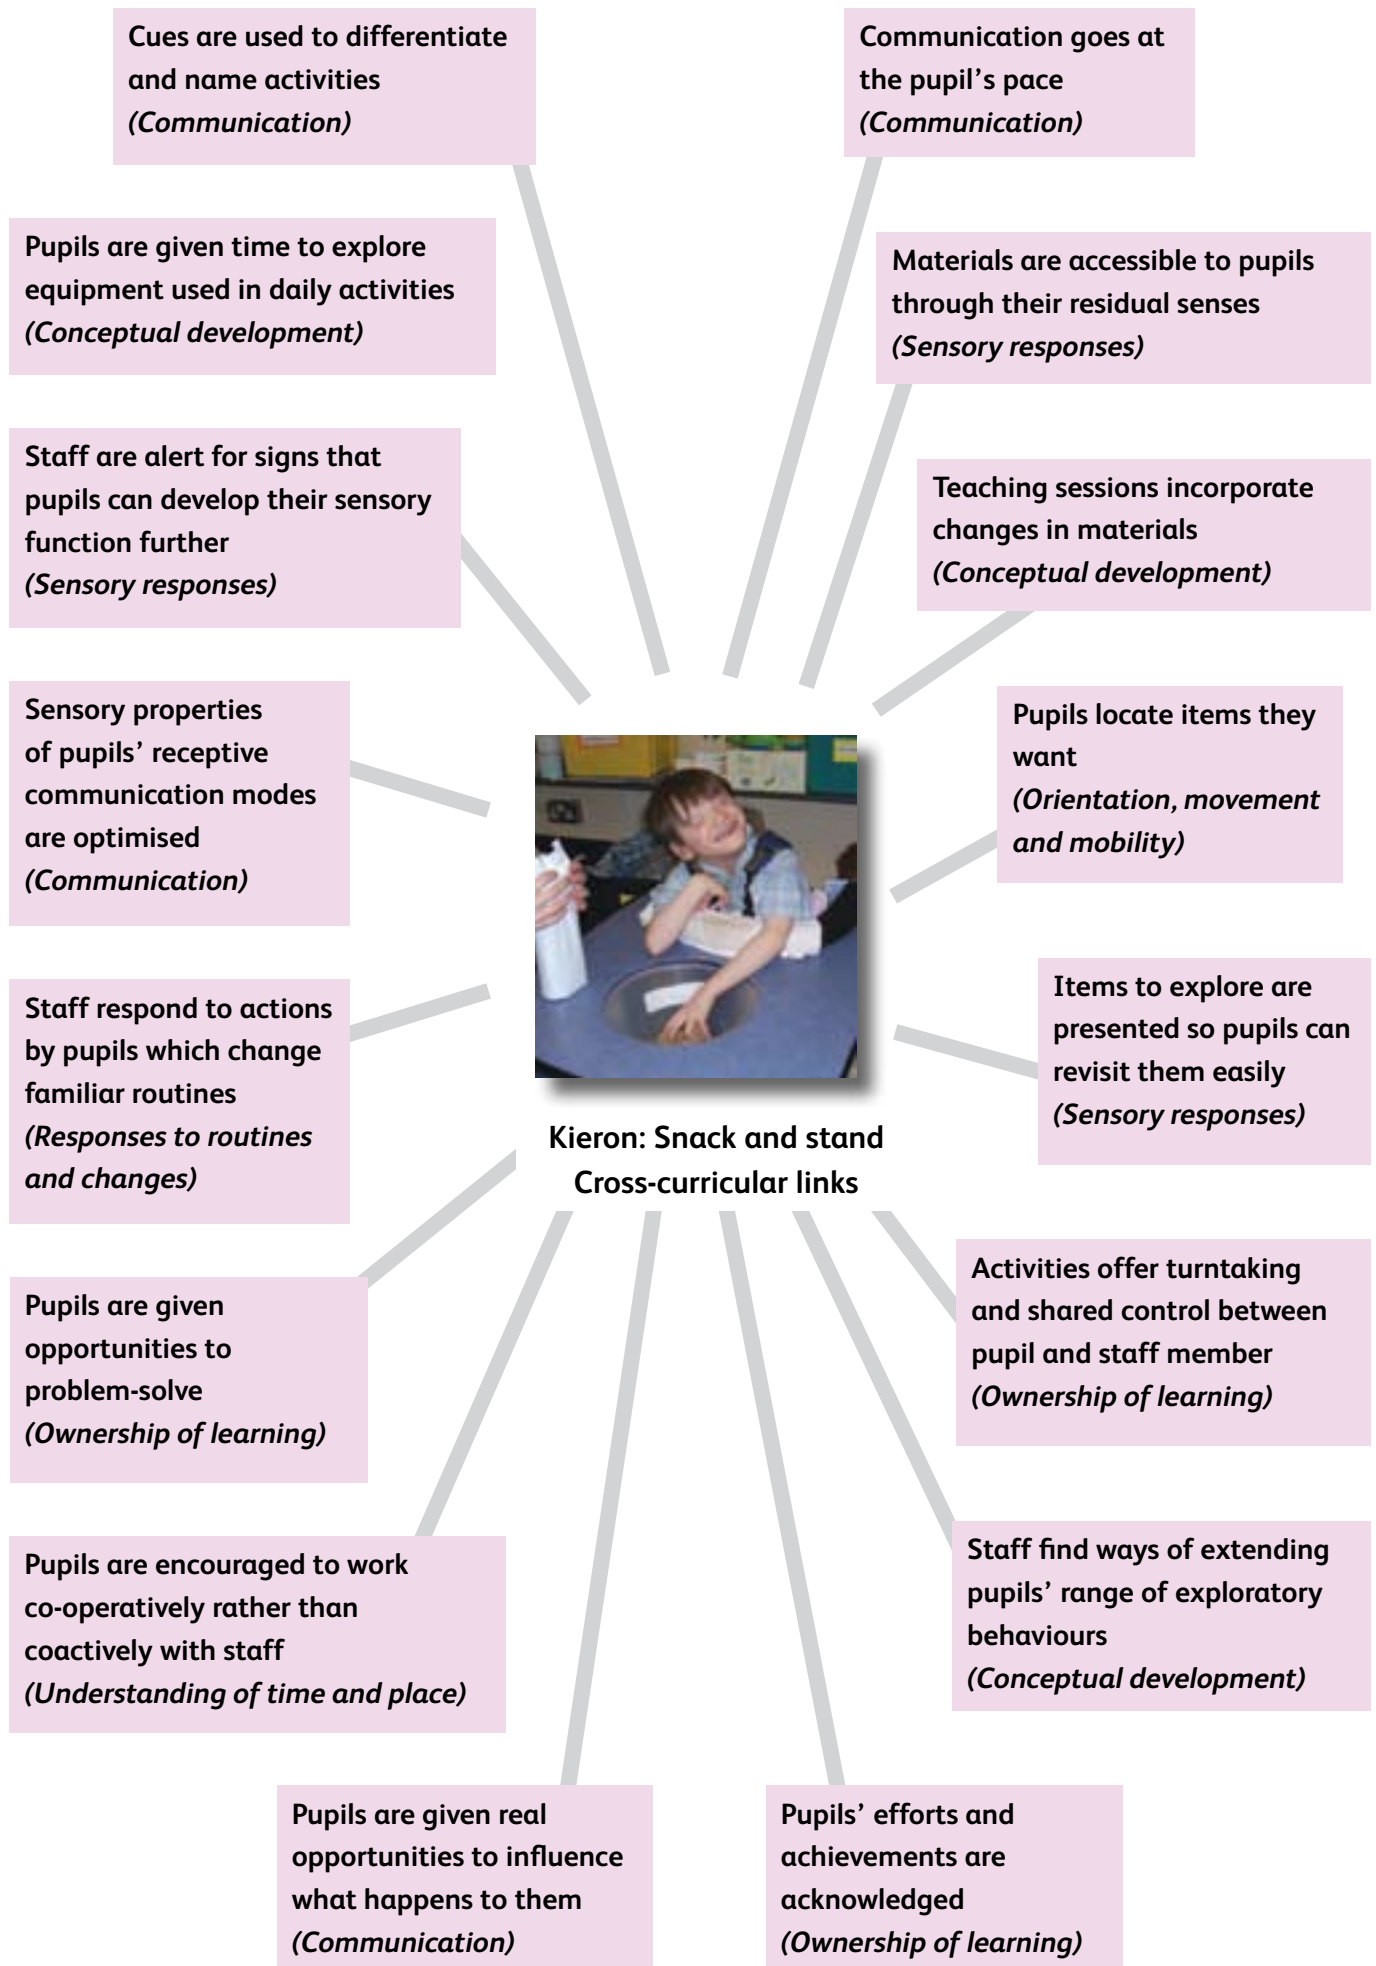 Cues are used to differentiate
and name activities
(Communication)
Communication goes at
the pupil's pace
(Communication)
Pupils are given time to explore
equipment used in daily activities
(Conceptual development)
Materials are accessible to pupils
through their residual senses
(Sensory responses)
Staff are alert for signs that
pupils can develop their sensory
function further
(Sensory responses)
Teaching sessions incorporate
changes in materials
(Conceptual development)
Sensory properties
of pupils' receptive
communication modes
are optimised
(Communication)
Pupils locate items they
want
(Orientation, movement
and mobility)
Staff respond to actions
by pupils which change
familiar routines
(Responses to routines
and changes)
Items to explore are
presented so pupils can
revisit them easily
(Sensory responses)
Kieron: Snack and stand
Cross-curricular links
Pupils are given
opportunities to
problem-solve
(Ownership of learning)
Activities offer turntaking
and shared control between
pupil and staff member
(Ownership of learning)
Pupils are encouraged to work
co-operatively rather than
coactively with staff
(Understanding of time and place)
Staff find ways of extending
pupils' range of exploratory
behaviours
(Conceptual development)
Pupils are given real
opportunities to influence
what happens to them
(Communication)
Pupils' efforts and
achievements are
acknowledged
(Ownership of learning)